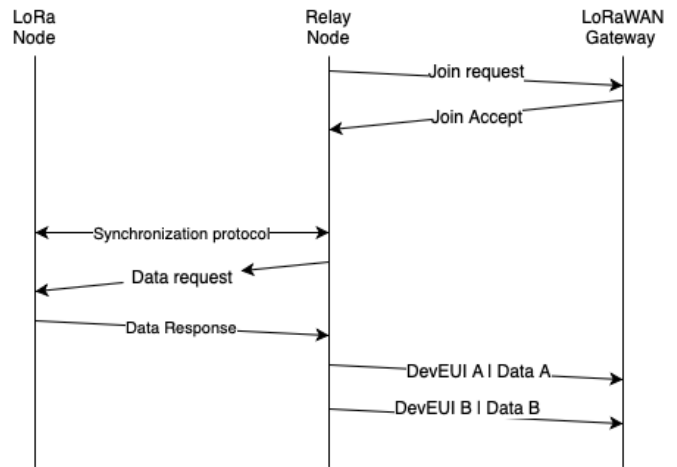 LoRa
Node
Relay
Node
LoRaWAN
Gateway
Join request
Join Accept
Synchronization protocol
Data request
Data Response
DevEUI A | Data A
DevEUI B | Data B